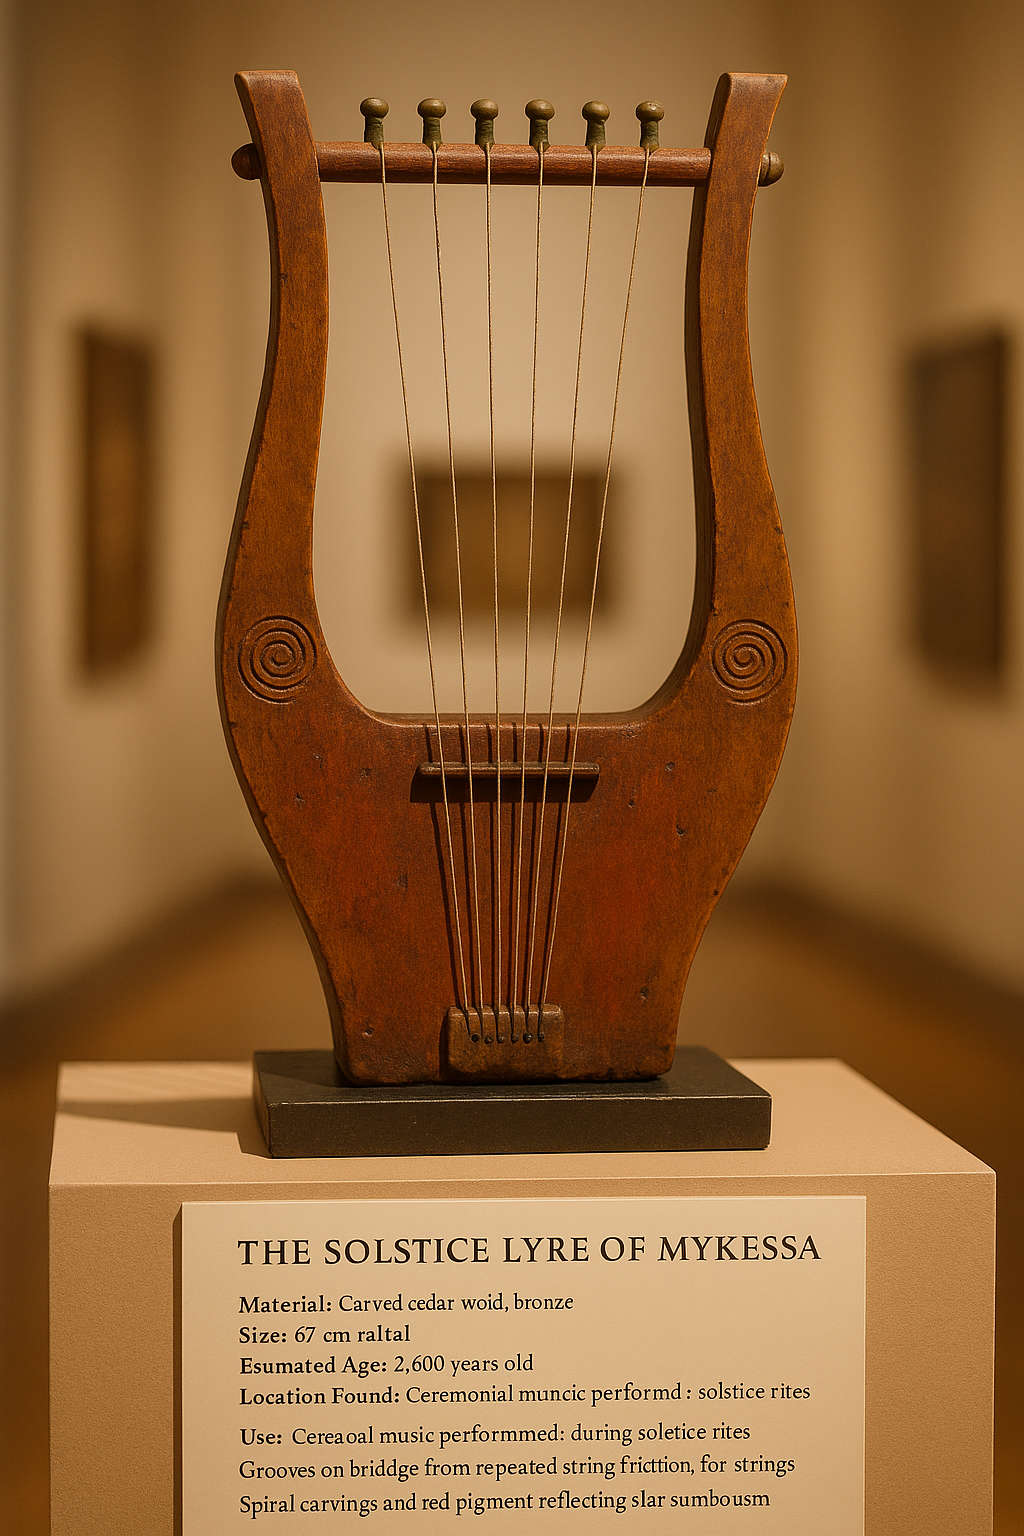 THE SOLSTICE LYRE OF MYKESSA
Material: Carved cedar woid, bronze
Size: 67 cm raltal
Esumated Age: 2,600 years old
Location Found: Ceremonial muncic performd : solstice rites
Use: Cereaoal music performmed: during soletice rites
Grooves on briddge from repeated string fricttion, for strings
Spiral carvings and red pigment reflecting slar sumbousm